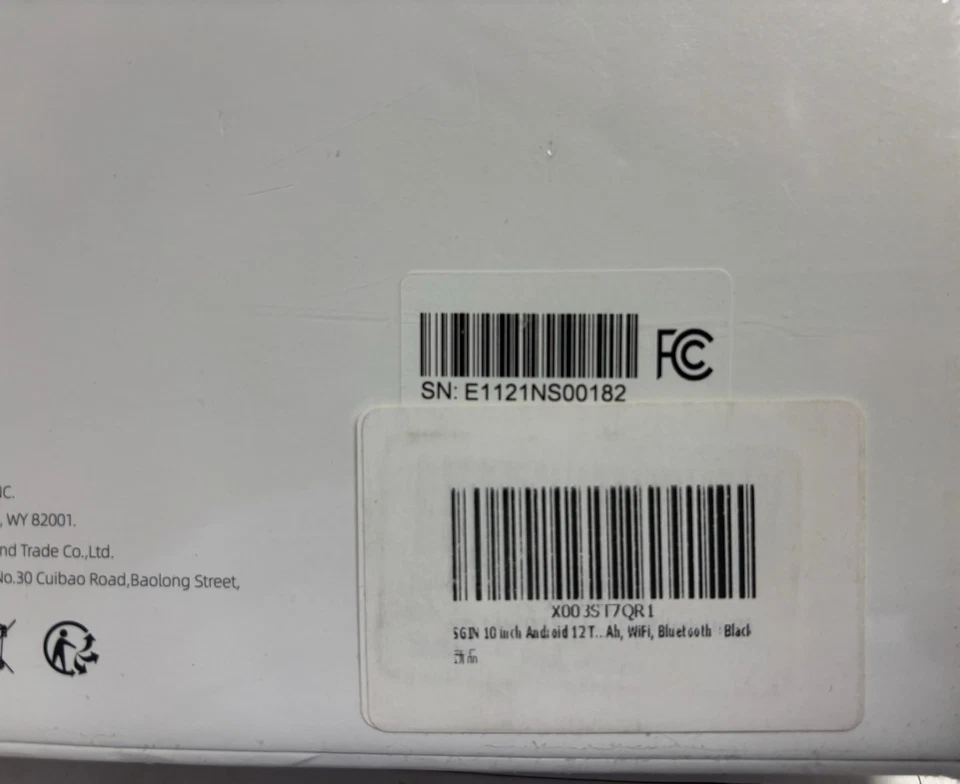 FC
SN: E1121NS00182
IC.
, WY 82001.
nd Trade Co.,Ltd.
No.30 Cuibao Road,Baolong Street,
X003ST7QR1
SGIN 10 inch Android 12 T...Ah, WiFi, Bluetooth Black